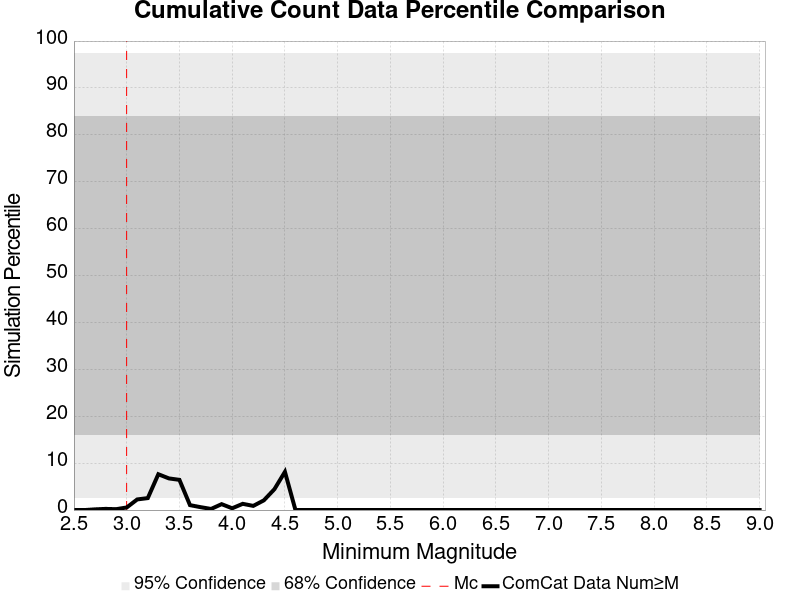 Cumulative Count Data Percentile Comparison
100
90
80
70
60
50
40
30
20
10
0
Simulation Percentile
2.5 3.0 3.5 4.0 4.5 5.0 5.5 6.0 6.5 7.0 7.5 8.0 8.5 9.0
Minimum Magnitude
95% Confidence 68% Confidence Mc ComCat Data Num≥M